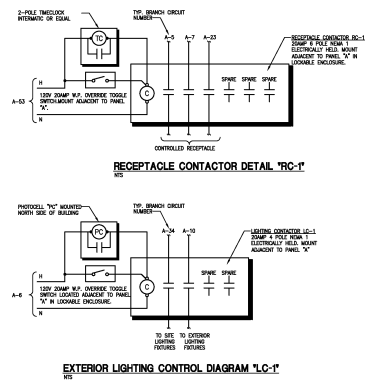 2-POLE TIMECLOCK
INTERMATIC OR EQUAL
TYP. BRANCH CIRCUIT
NUMBER
A-5 A-7 A-23
TC
RECEPTACLE CONTACTOR RC-1
20AMP 6 POLE NEMA 1
ELECTRICALLY HELD. MOUNT
ADJACENT TO PANEL "A" IN
LOCKABLE ENCLOSURE.
SPARE SPARE SPARE
H
C
A-53
120V 20AMP W.P. OVERRIDE TOGGLE
SWITCH.MOUNT ADJACENT TO PANEL
"A".
N
CONTROLLED RECEPTACLE
RECEPTACLE CONTACTOR DETAIL "RC-1"
NTS
PHOTOCELL "PC" MOUNTED
NORTH SIDE OF BUILDING
TYP. BRANCH CIRCUIT
NUMBER
A-34 A-10
PC
LIGHTING CONTACTOR LC-1
20AMP 4 POLE NEMA 1
ELECTRICALLY HELD. MOUNT
ADJACENT TO PANEL "A"
SPARE SPARE
H
C
A-6
120V 20AMP W.P. OVERRIDE TOGGLE
SWITCH LOCATED ADJACENT TO PANEL
"A" IN LOCKABLE ENCLOSURE.
N
TO SITE
LIGHTING
FIXTURES
TO EXTERIOR
LIGHTING
FIXTURES
EXTERIOR LIGHTING CONTROL DIAGRAM "LC-1"
NTS